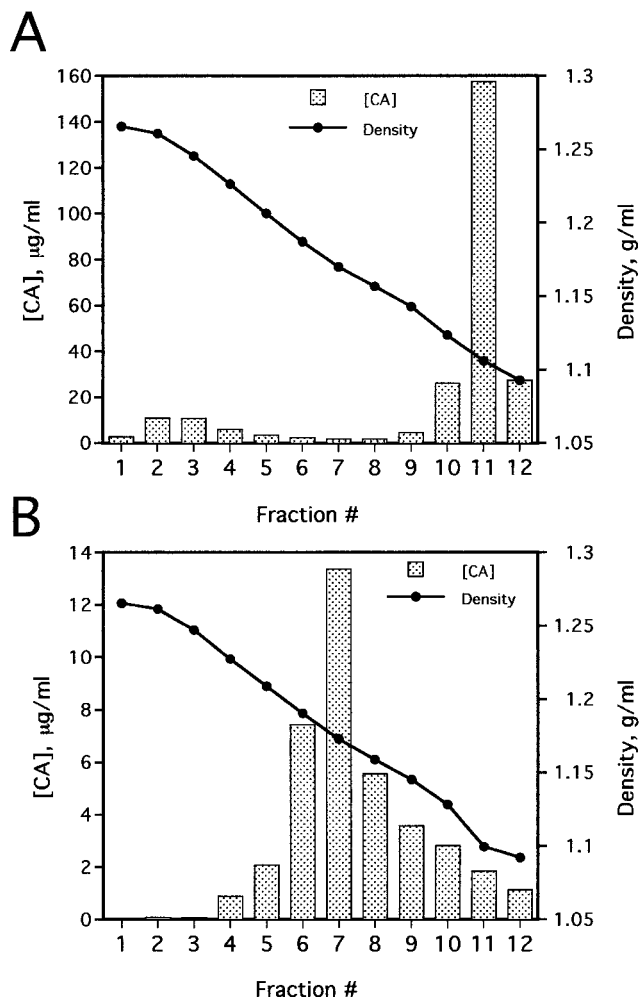 A
160
140
120
100
80
60
40
20
0
[CA], μg/ml
1.3
1.25
1.2
1.15
1.1
1.05
Density, g/ml
[CA]
Density
1 2 3 4 5 6 7 8 9 10 11 12
Fraction #
B
14
12
10
8
6
4
2
0
[CA], μg/ml
1.3
1.25
1.2
1.15
1.1
1.05
Density, g/ml
[CA]
Density
1 2 3 4 5 6 7 8 9 10 11 12
Fraction #